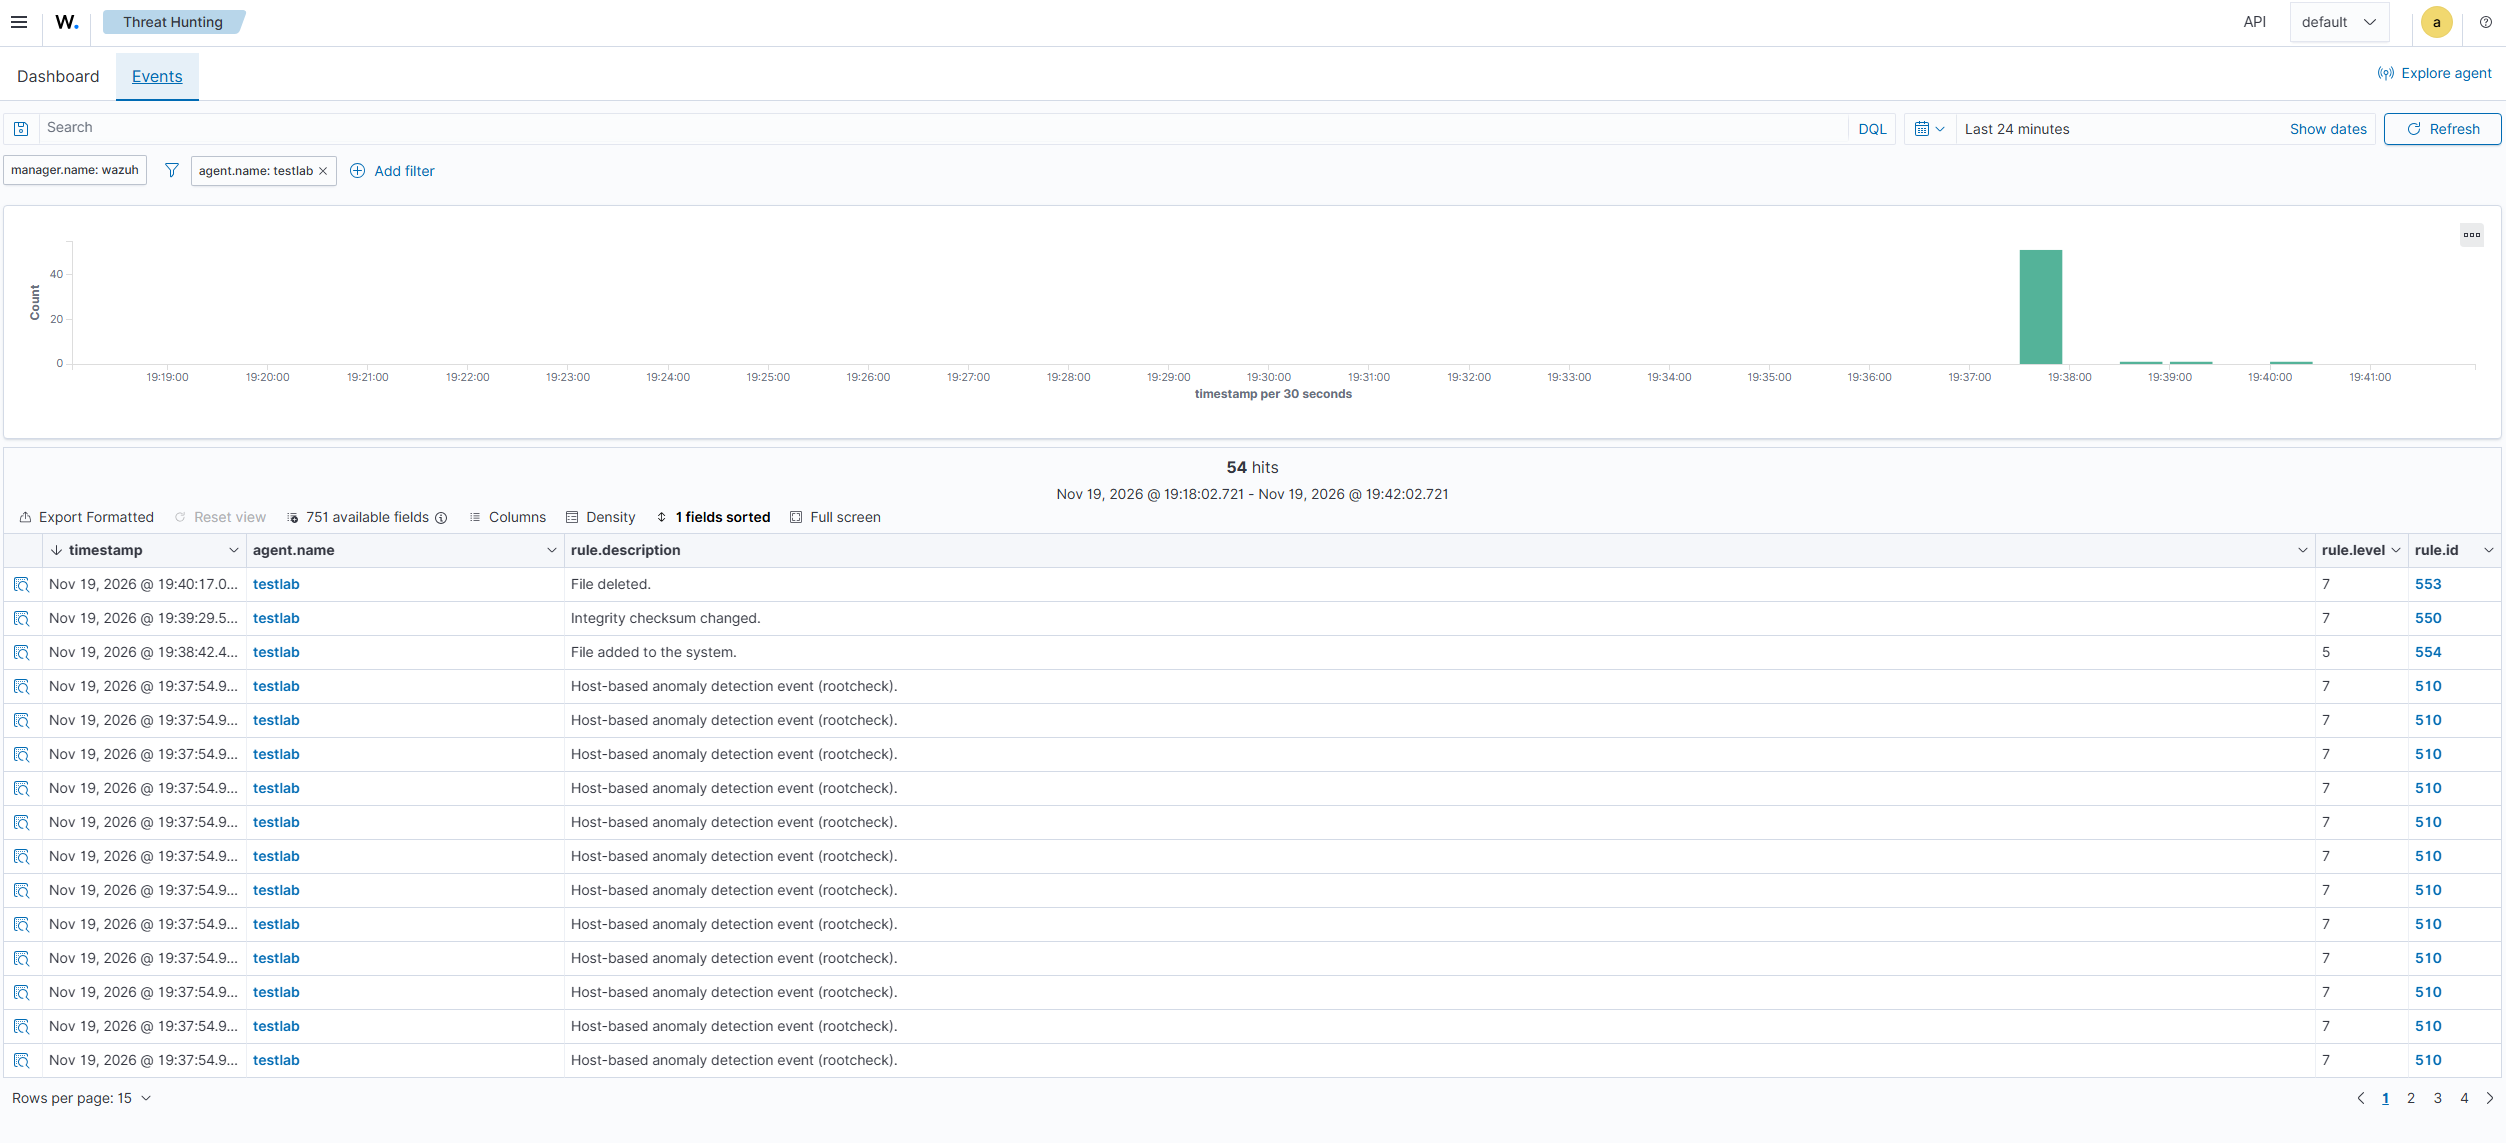 W. Threat Hunting API default a
Dashboard Events Explore agent
Search DQL Last 24 minutes Show dates Refresh
manager.name: wazuh agent.name: testlab Add filter
Count
40
20
0
19:19:00 19:20:00 19:21:00 19:22:00 19:23:00 19:24:00 19:25:00 19:26:00 19:27:00 19:28:00 19:29:00 19:30:00 19:31:00 19:32:00 19:33:00 19:34:00 19:35:00 19:36:00 19:37:00 19:38:00 19:39:00 19:40:00 19:41:00
timestamp per 30 seconds
54 hits
Nov 19, 2026 @ 19:18:02.721 - Nov 19, 2026 @ 19:42:02.721
Export Formatted Reset view 751 available fields Columns Density 1 fields sorted Full screen
timestamp agent.name rule.description rule.level rule.id
Nov 19, 2026 @ 19:40:17.0... testlab File deleted. 7 553
Nov 19, 2026 @ 19:39:29.5... testlab Integrity checksum changed. 7 550
Nov 19, 2026 @ 19:38:42.4... testlab File added to the system. 5 554
Nov 19, 2026 @ 19:37:54.9... testlab Host-based anomaly detection event (rootcheck). 7 510
Nov 19, 2026 @ 19:37:54.9... testlab Host-based anomaly detection event (rootcheck). 7 510
Nov 19, 2026 @ 19:37:54.9... testlab Host-based anomaly detection event (rootcheck). 7 510
Nov 19, 2026 @ 19:37:54.9... testlab Host-based anomaly detection event (rootcheck). 7 510
Nov 19, 2026 @ 19:37:54.9... testlab Host-based anomaly detection event (rootcheck). 7 510
Nov 19, 2026 @ 19:37:54.9... testlab Host-based anomaly detection event (rootcheck). 7 510
Nov 19, 2026 @ 19:37:54.9... testlab Host-based anomaly detection event (rootcheck). 7 510
Nov 19, 2026 @ 19:37:54.9... testlab Host-based anomaly detection event (rootcheck). 7 510
Nov 19, 2026 @ 19:37:54.9... testlab Host-based anomaly detection event (rootcheck). 7 510
Nov 19, 2026 @ 19:37:54.9... testlab Host-based anomaly detection event (rootcheck). 7 510
Nov 19, 2026 @ 19:37:54.9... testlab Host-based anomaly detection event (rootcheck). 7 510
Nov 19, 2026 @ 19:37:54.9... testlab Host-based anomaly detection event (rootcheck). 7 510
Rows per page: 15 1 2 3 4